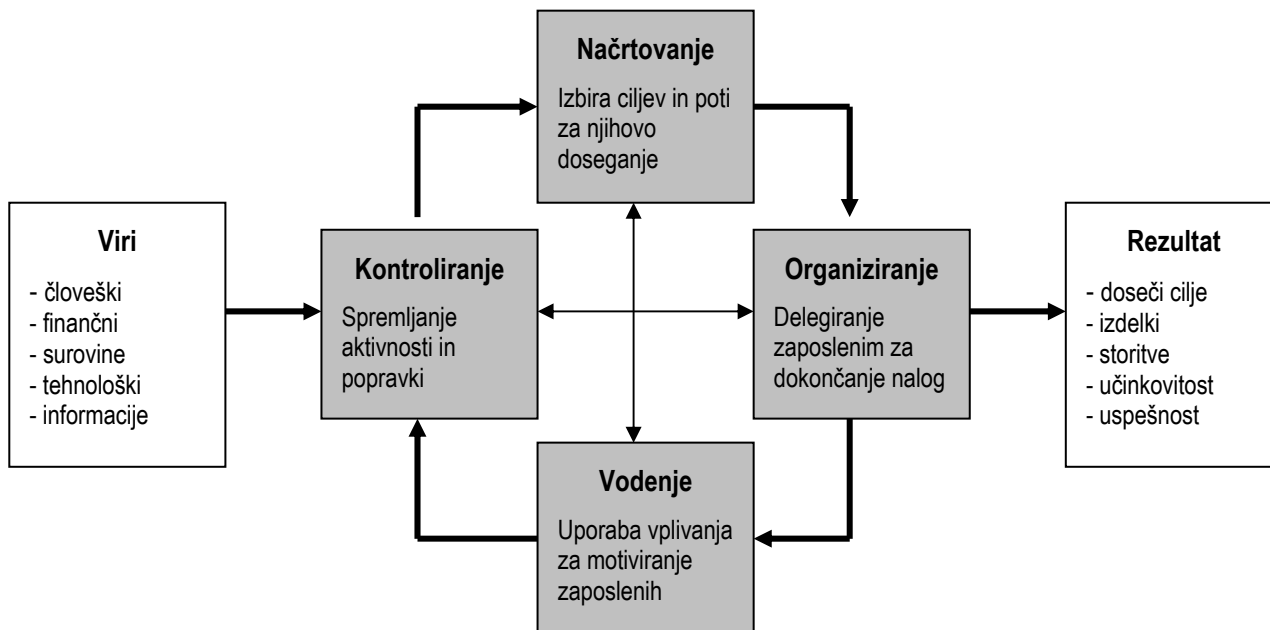 Načrtovanje
Izbira ciljev in poti
za njihovo
doseganje
Viri
- človeški
- finančni
- surovine
- tehnološki
- informacije
Kontroliranje
Spremljanje
aktivnosti in
popravki
Organiziranje
Delegiranje
zaposlenim za
dokončanje nalog
Rezultat
- doseči cilje
- izdelki
- storitve
- učinkovitost
- uspešnost
Vodenje
Uporaba vplivanja
za motiviranje
zaposlenih